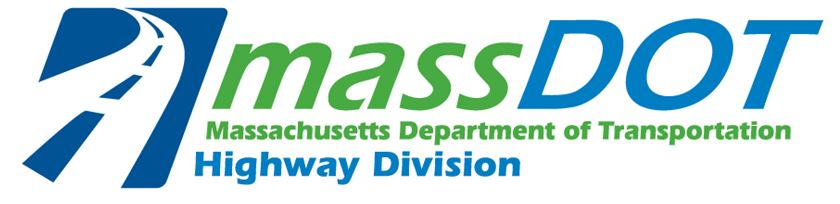 massDOT
Massachusetts Department of Transportation
Highway Division